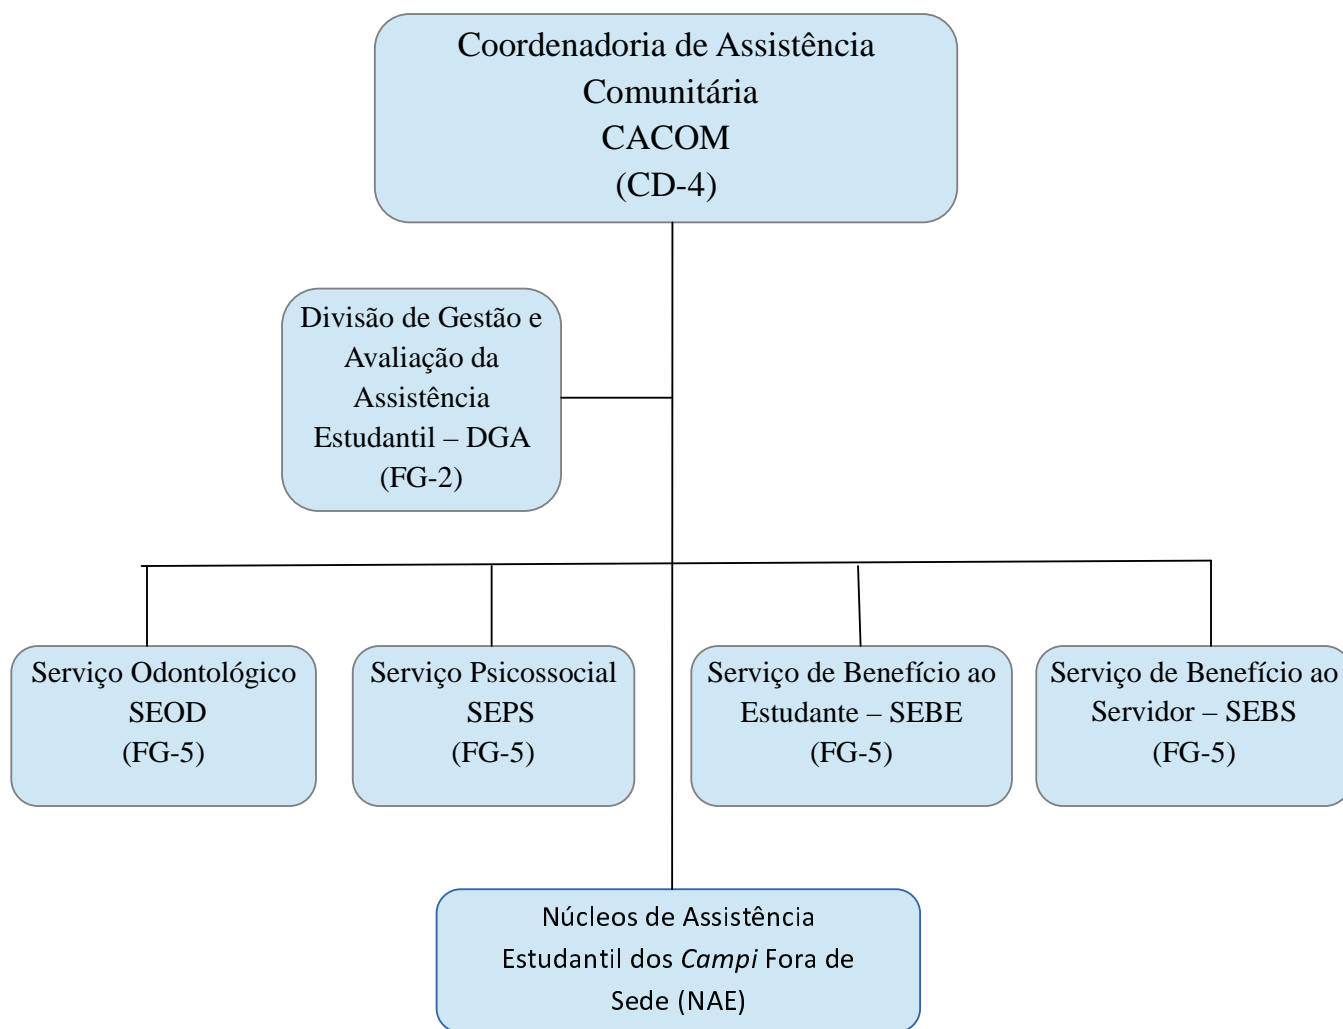 Coordenadoria de Assistência
Comunitária
CACOM
(CD-4)
Divisão de Gestão e
Avaliação da
Assistência
Estudantil – DGA
(FG-2)
Serviço Odontológico
SEOD
(FG-5)
Serviço Psicossocial
SEPS
(FG-5)
Serviço de Benefício ao
Estudante – SEBE
(FG-5)
Serviço de Benefício ao
Servidor – SEBS
(FG-5)
Núcleos de Assistência
Estudantil dos Campi Fora de
Sede (NAE)